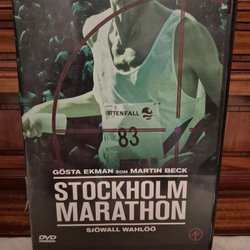 VATTENFALL
83
GÖSTA EKMAN SOM MARTIN BECK
STOCKHOLM
MARATHON
SJÖWALL WAHLÖÖ
DVD